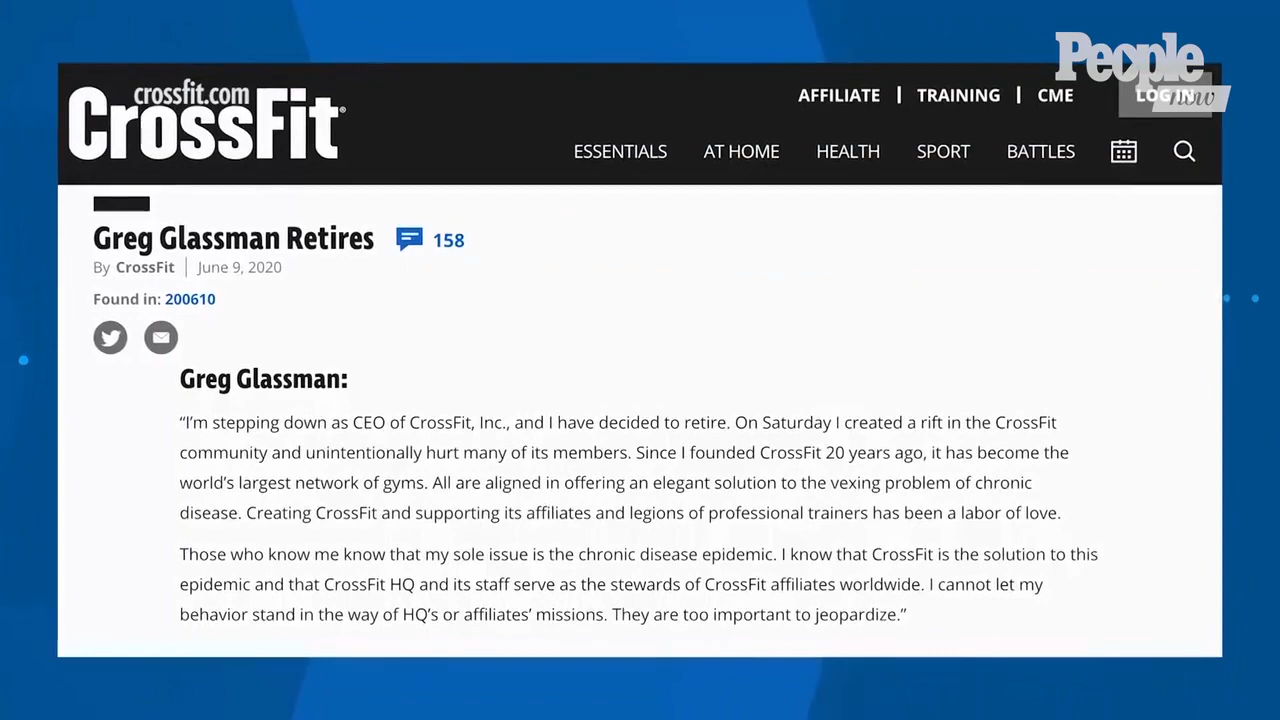 People
now
crossfit.com
CrossFit®
AFFILIATE | TRAINING | CME LOG IN
ESSENTIALS AT HOME HEALTH SPORT BATTLES
Greg Glassman Retires 158
By CrossFit | June 9, 2020
Found in: 200610
Greg Glassman:
“I’m stepping down as CEO of CrossFit, Inc., and I have decided to retire. On Saturday I created a rift in the CrossFit
community and unintentionally hurt many of its members. Since I founded CrossFit 20 years ago, it has become the
world’s largest network of gyms. All are aligned in offering an elegant solution to the vexing problem of chronic
disease. Creating CrossFit and supporting its affiliates and legions of professional trainers has been a labor of love.
Those who know me know that my sole issue is the chronic disease epidemic. I know that CrossFit is the solution to this
epidemic and that CrossFit HQ and its staff serve as the stewards of CrossFit affiliates worldwide. I cannot let my
behavior stand in the way of HQ’s or affiliates’ missions. They are too important to jeopardize.”